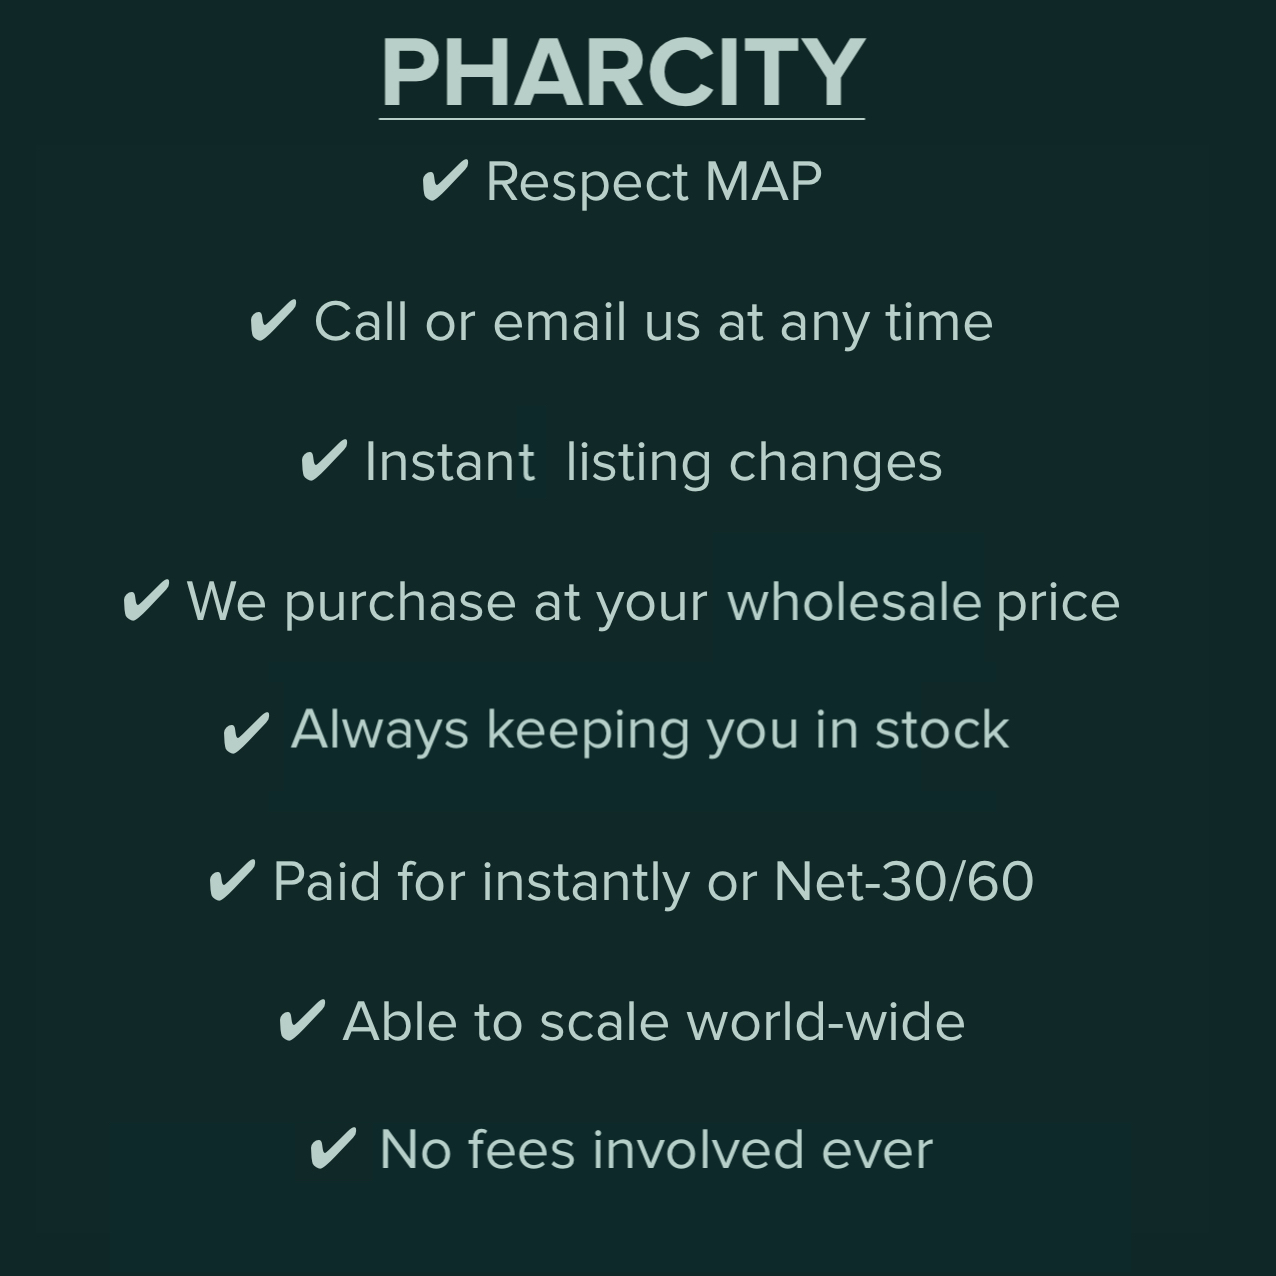 PHARCITY
✔ Respect MAP
✔ Call or email us at any time
✔ Instant listing changes
✔ We purchase at your wholesale price
✔ Always keeping you in stock
✔ Paid for instantly or Net-30/60
✔ Able to scale world-wide
✔ No fees involved ever